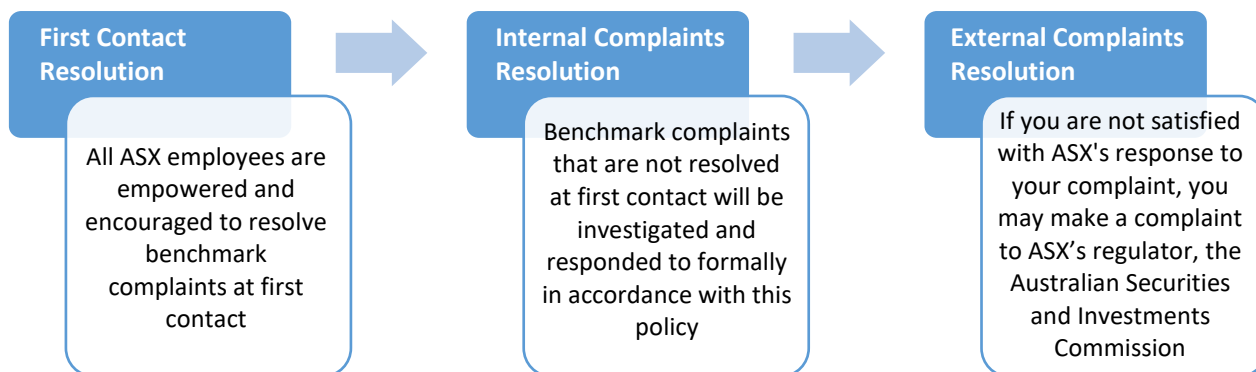 First Contact
Resolution
All ASX employees are
empowered and
encouraged to resolve
benchmark
complaints at first
contact
Internal Complaints
Resolution
Benchmark complaints
that are not resolved
at first contact will be
investigated and
responded to formally
in accordance with this
policy
External Complaints
Resolution
If you are not satisfied
with ASX's response to
your complaint, you
may make a complaint
to ASX’s regulator, the
Australian Securities
and Investments
Commission